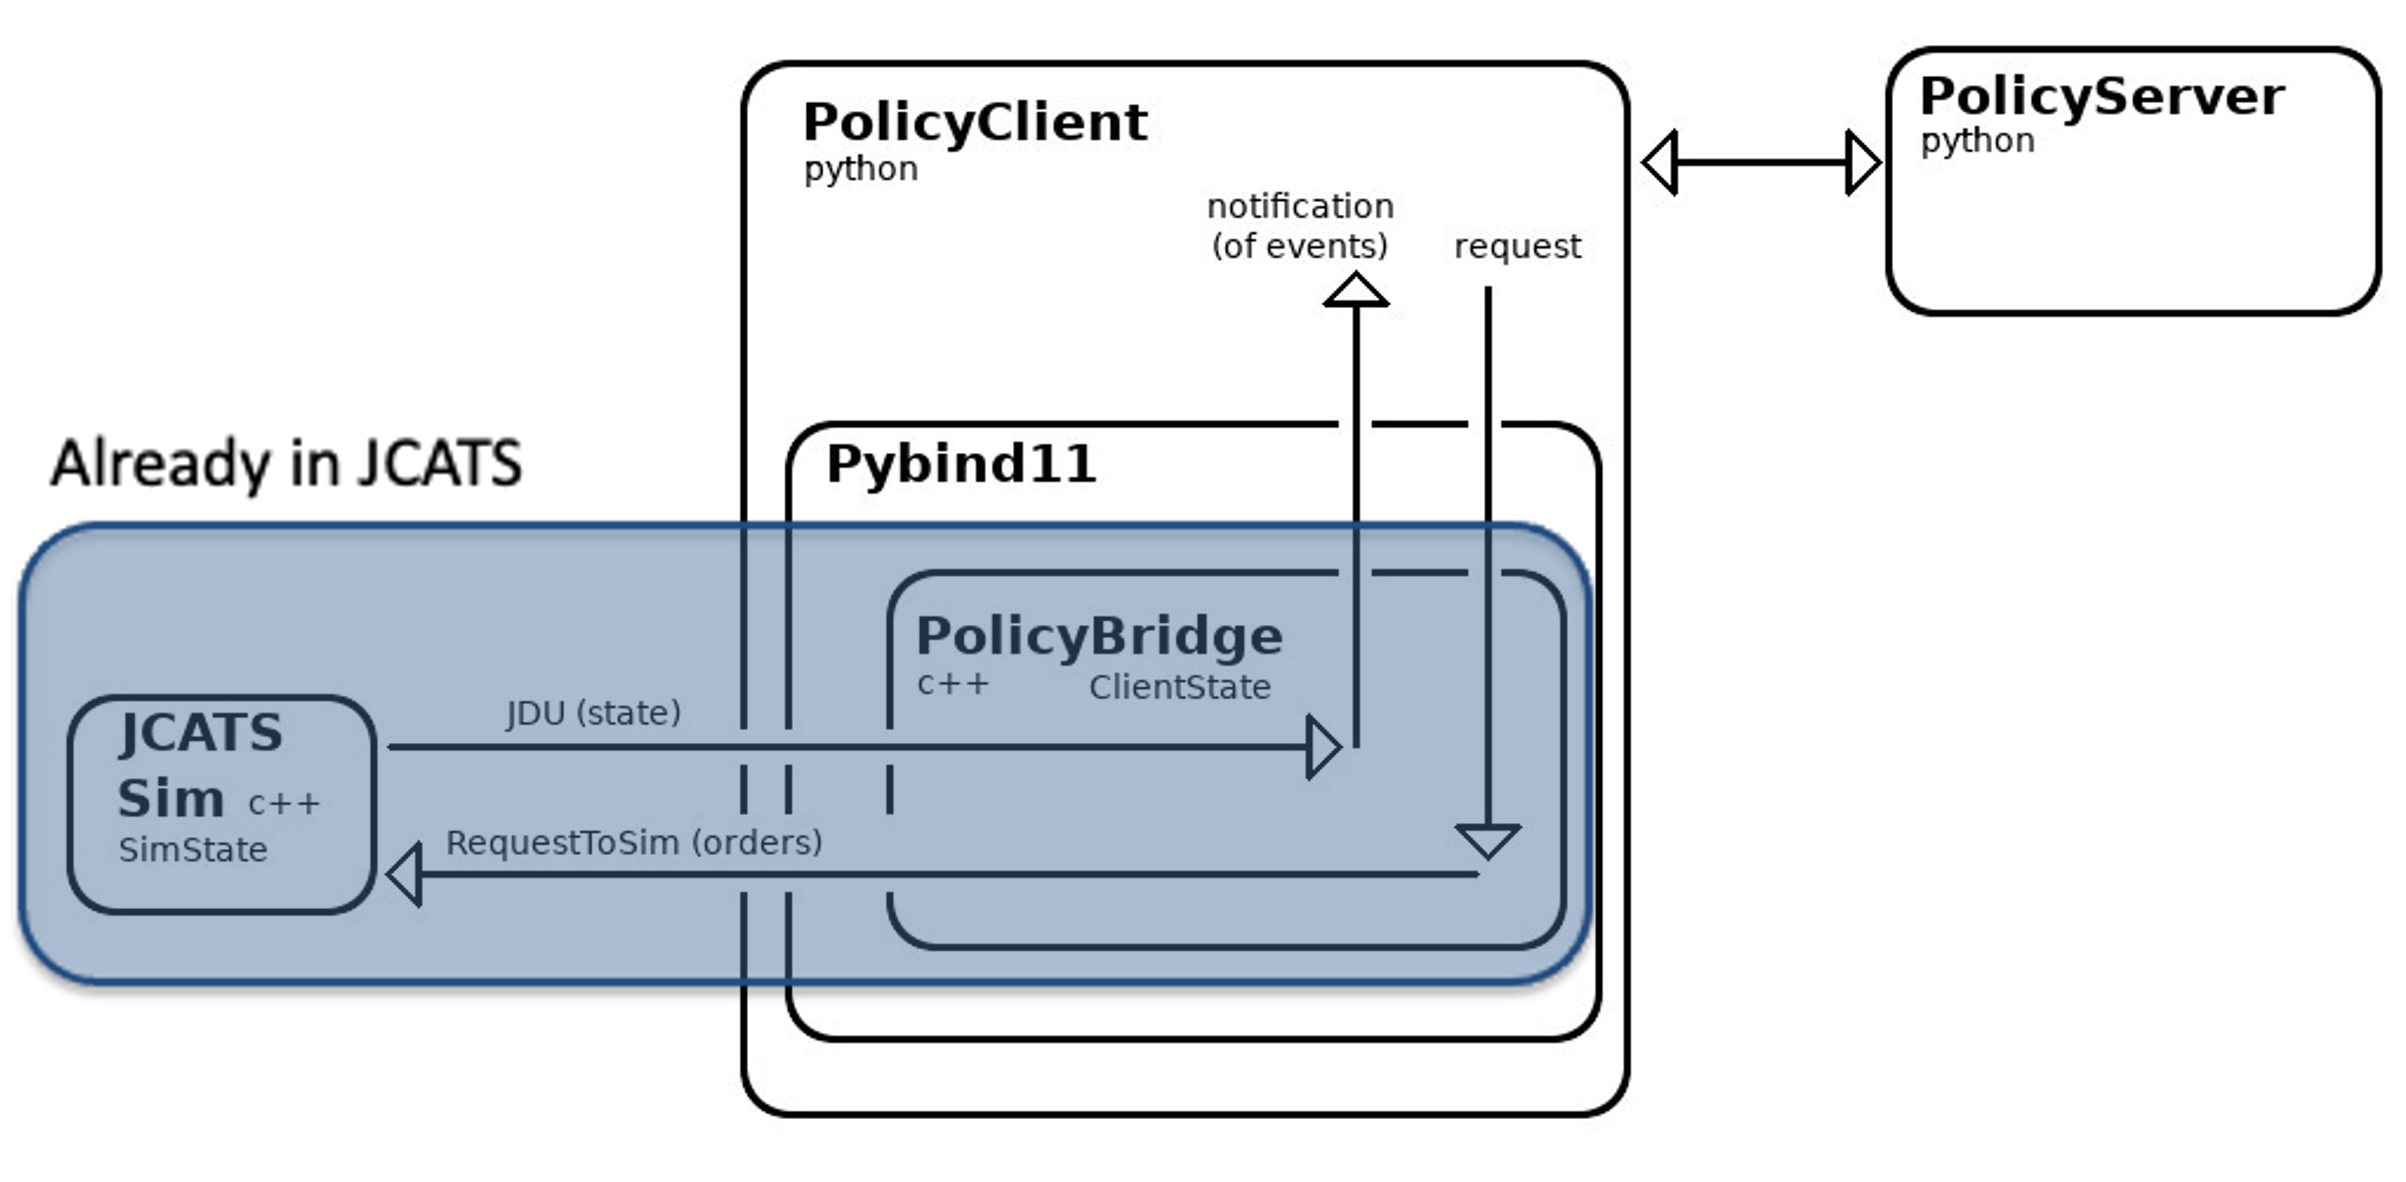 PolicyClient
python
notification
(of events)
request
PolicyServer
python
Already in JCATS
Pybind11
PolicyBridge
c++ ClientState
JCATS
Sim c++
SimState
JDU (state)
RequestToSim (orders)